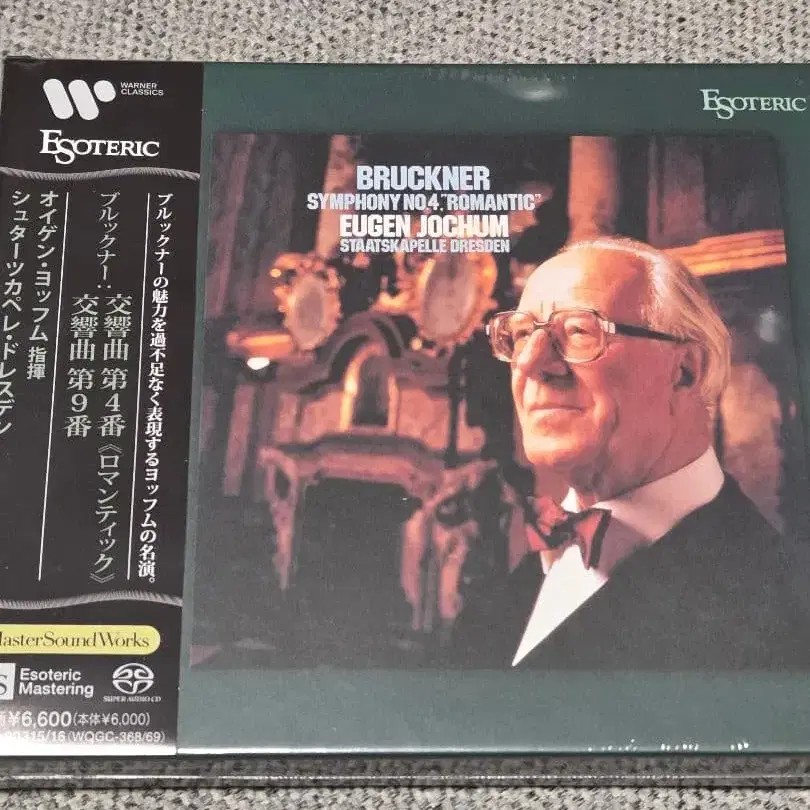 WARNER
CLASSICS
ESOTERIC
ブルックナーの魅力を過不足なく表現するヨッフムの名演。
ブルックナー:交響曲 第4番《ロマンティック》
交響曲 第9番
オイゲン・ヨッフム 指揮
シュターツカペレ・ドレスデン
MasterSoundWorks
Esoteric
Mastering
SUPER AUDIO CD
¥6,600(本体¥6,000)
90315/16 (WQGC-368/69)
ESOTERIC
BRUCKNER
SYMPHONY NO.4,"ROMANTIC"
EUGEN JOCHUM
STAATSKAPELLE DRESDEN